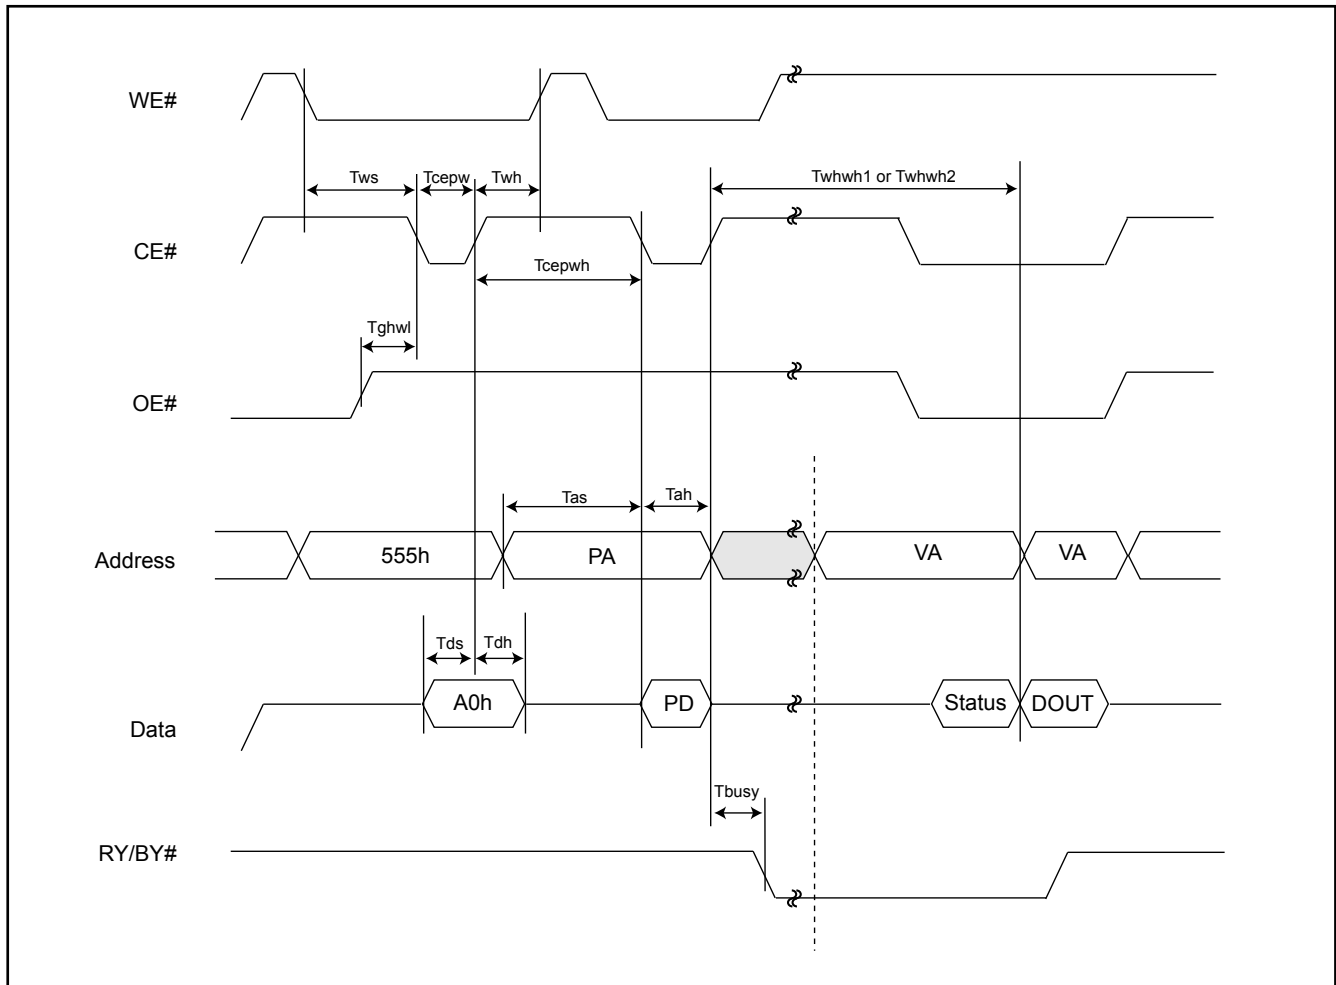 WE#
Tws Tcepw Twh Twhwh1 or Twhwh2
CE#
Tcepwh
Tghwl
OE#
Tas Tah
Address 555h PA VA VA
Tds Tdh
Data A0h PD Status DOUT
Tbusy
RY/BY#